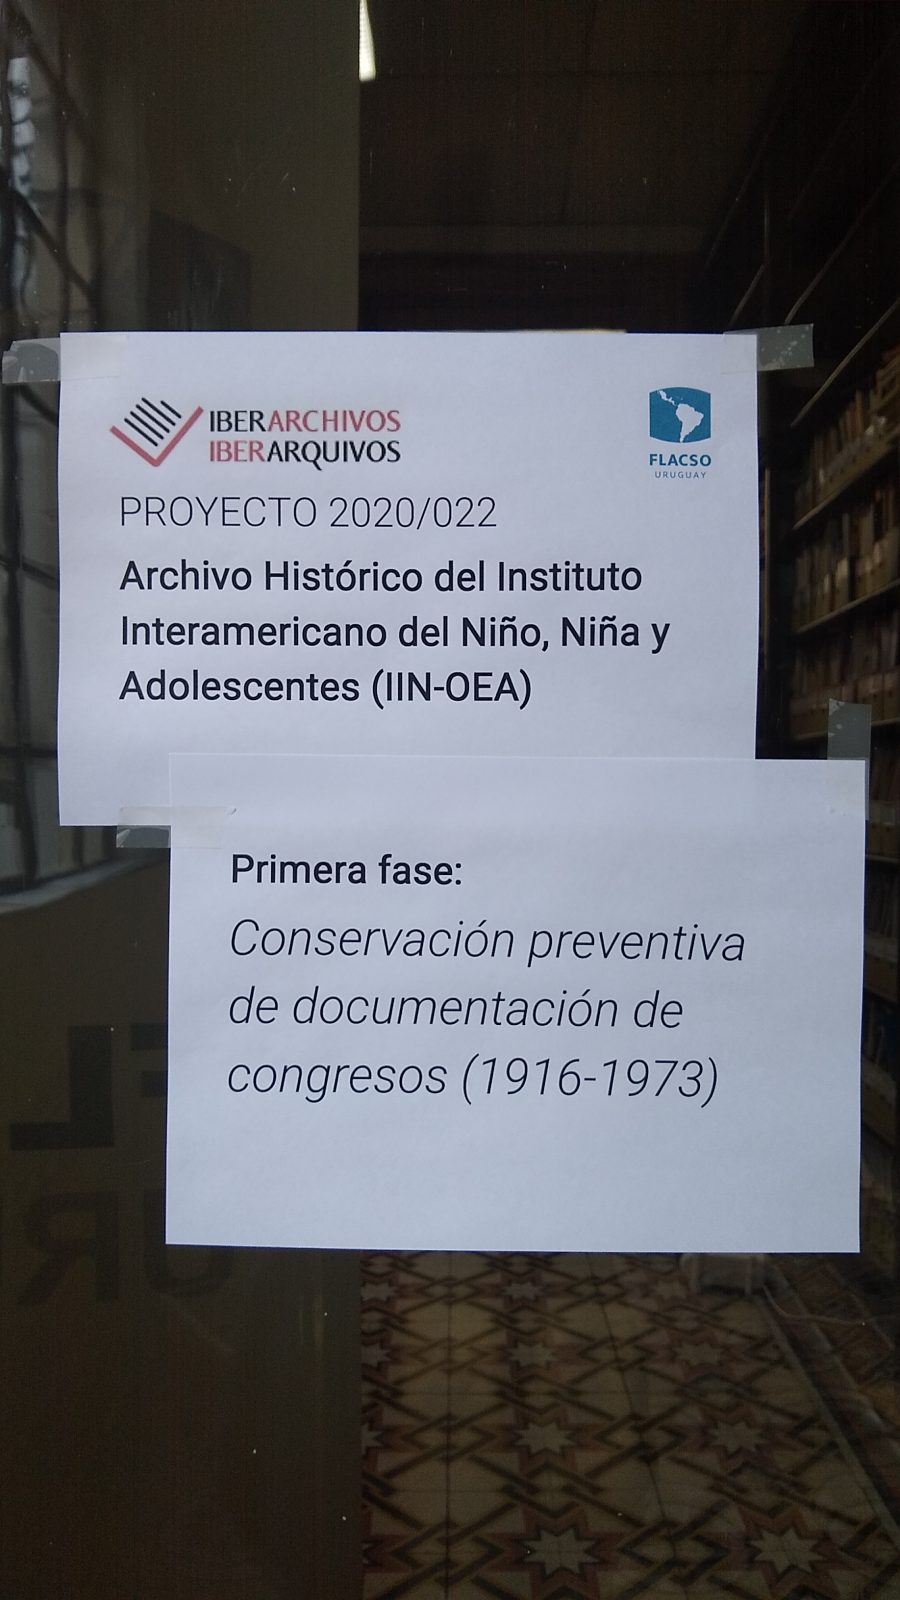 IBERARCHIVOS
IBERARQUIVOS
FLACSO
URUGUAY
PROYECTO 2020/022
Archivo Histórico del Instituto
Interamericano del Niño, Niña y
Adolescentes (IIN-OEA)
Primera fase:
Conservación preventiva
de documentación de
congresos (1916-1973)